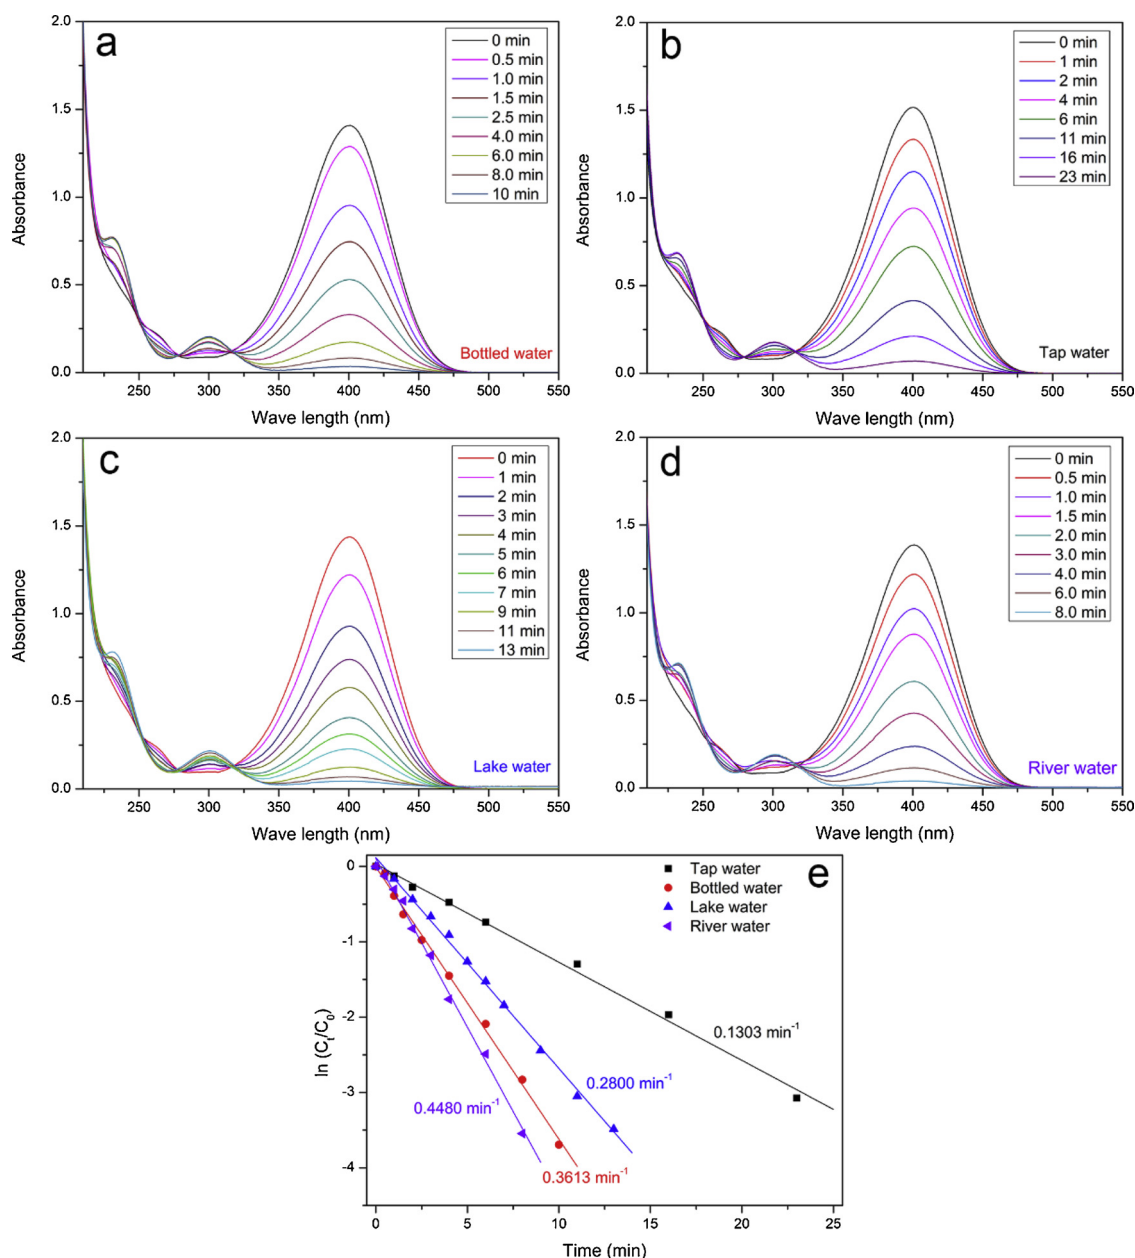 a
2.0
1.5
1.0
0.5
0.0
Absorbance
0 min
0.5 min
1.0 min
1.5 min
2.5 min
4.0 min
6.0 min
8.0 min
10 min
Bottled water
250 300 350 400 450 500 550
Wave length (nm)
b
2.0
1.5
1.0
0.5
0.0
Absorbance
0 min
1 min
2 min
4 min
6 min
11 min
16 min
23 min
Tap water
250 300 350 400 450 500 550
Wave length (nm)
c
2.0
1.5
1.0
0.5
0.0
Absorbance
0 min
1 min
2 min
3 min
4 min
5 min
6 min
7 min
9 min
11 min
13 min
Lake water
250 300 350 400 450 500 550
Wave length (nm)
d
2.0
1.5
1.0
0.5
0.0
Absorbance
0 min
0.5 min
1.0 min
1.5 min
2.0 min
3.0 min
4.0 min
6.0 min
8.0 min
River water
250 300 350 400 450 500 550
Wave length (nm)
e
0
-1
-2
-3
-4
ln (Cₜ/C₀)
Tap water
Bottled water
Lake water
River water
0.1303 min⁻¹
0.2800 min⁻¹
0.4480 min⁻¹
0.3613 min⁻¹
0 5 10 15 20 25
Time (min)